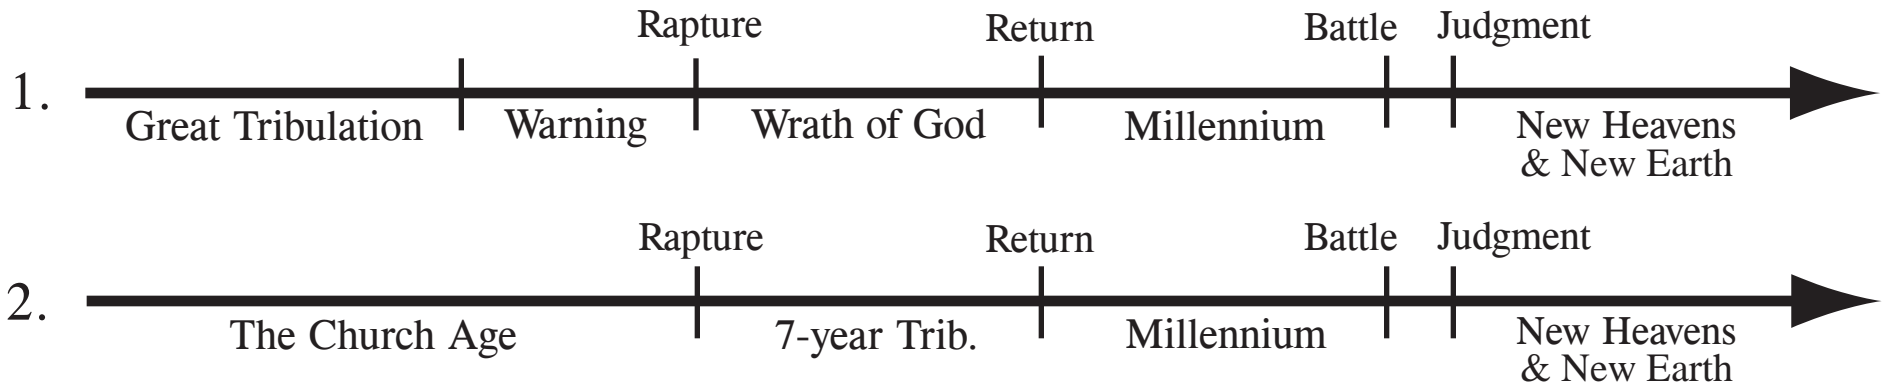 Rapture Return Battle Judgment
1.
Great Tribulation Warning Wrath of God Millennium New Heavens
& New Earth
Rapture Return Battle Judgment
2.
The Church Age 7-year Trib. Millennium New Heavens
& New Earth